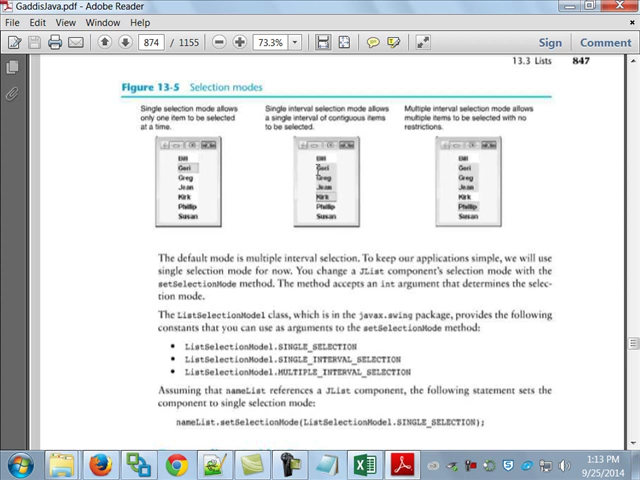 GaddisJava.pdf - Adobe Reader
File Edit View Window Help
874 / 1155 73.3% Sign Comment
13.3 Lists 847
Figure 13-5 Selection modes
Single selection mode allows
only one item to be selected
at a time.
Single interval selection mode allows
a single interval of contiguous items
to be selected.
Multiple interval selection mode allows
multiple items to be selected with no
restrictions.
Bill
Geri
Greg
Jean
Kirk
Phillip
Susan
Bill
Geri
Greg
Jean
Kirk
Phillip
Susan
Bill
Geri
Greg
Jean
Kirk
Phillip
Susan
The default mode is multiple interval selection. To keep our applications simple, we will use
single selection mode for now. You change a JList component's selection mode with the
setSelectionMode method. The method accepts an int argument that determines the selec-
tion mode.
The ListSelectionModel class, which is in the javax.swing package, provides the following
constants that you can use as arguments to the setSelectionMode method:
• ListSelectionModel.SINGLE_SELECTION
• ListSelectionModel.SINGLE_INTERVAL_SELECTION
• ListSelectionModel.MULTIPLE_INTERVAL_SELECTION
Assuming that nameList references a JList component, the following statement sets the
component to single selection mode:
nameList.setSelectionMode(ListSelectionModel.SINGLE_SELECTION);
1:13 PM
9/25/2014